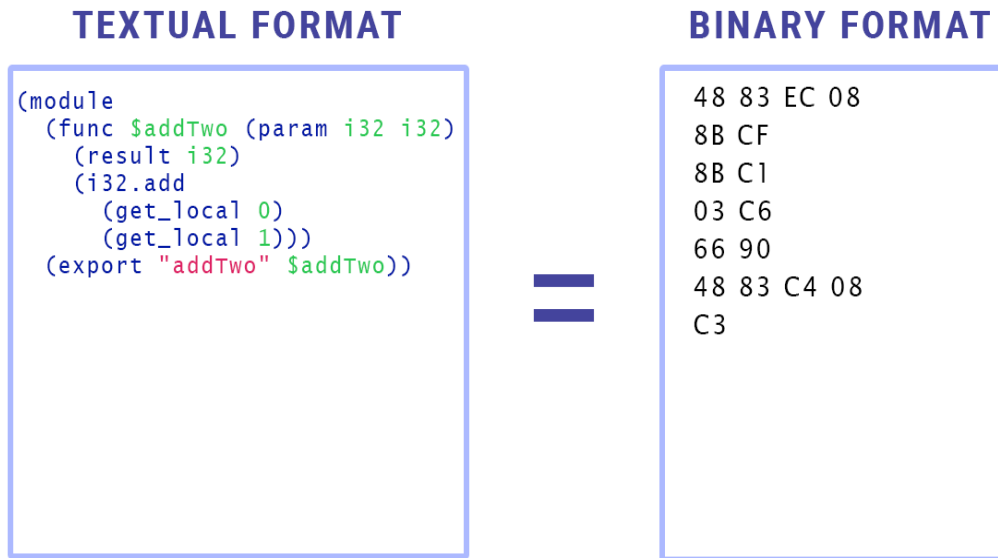 TEXTUAL FORMAT
(module
(func $addTwo (param i32 i32)
(result i32)
(i32.add
(get_local 0)
(get_local 1)))
(export "addTwo" $addTwo))
=
BINARY FORMAT
48 83 EC 08
8B CF
8B C1
03 C6
66 90
48 83 C4 08
C3